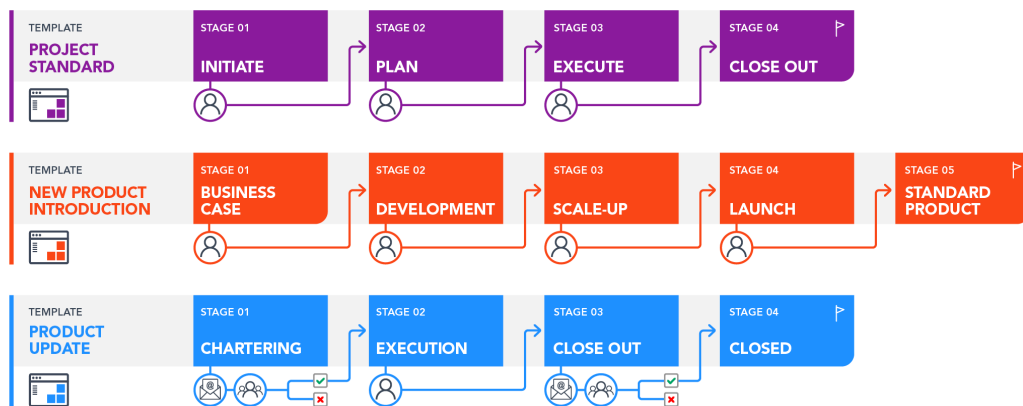 TEMPLATE
PROJECT
STANDARD
STAGE 01
INITIATE
STAGE 02
PLAN
STAGE 03
EXECUTE
STAGE 04
CLOSE OUT
TEMPLATE
NEW PRODUCT
INTRODUCTION
STAGE 01
BUSINESS
CASE
STAGE 02
DEVELOPMENT
STAGE 03
SCALE-UP
STAGE 04
LAUNCH
STAGE 05
STANDARD
PRODUCT
TEMPLATE
PRODUCT
UPDATE
STAGE 01
CHARTERING
@
STAGE 02
EXECUTION
STAGE 03
CLOSE OUT
@
STAGE 04
CLOSED